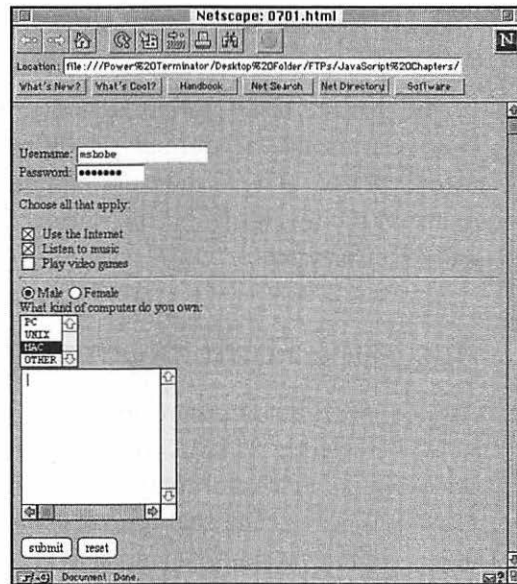 Netscape: 0701.html
N
Location: file:///Power%20Terminator/Desktop%20Folder/FTPs/JavaScript%20Chapters/
What's New? What's Cool? Handbook Net Search Net Directory Software
Username: mshobe
Password: •••••••
Choose all that apply:
Use the Internet
Listen to music
Play video games
Male Female
What kind of computer do you own:
PC
UNIX
MAC
OTHER
submit reset
Document Done.
?